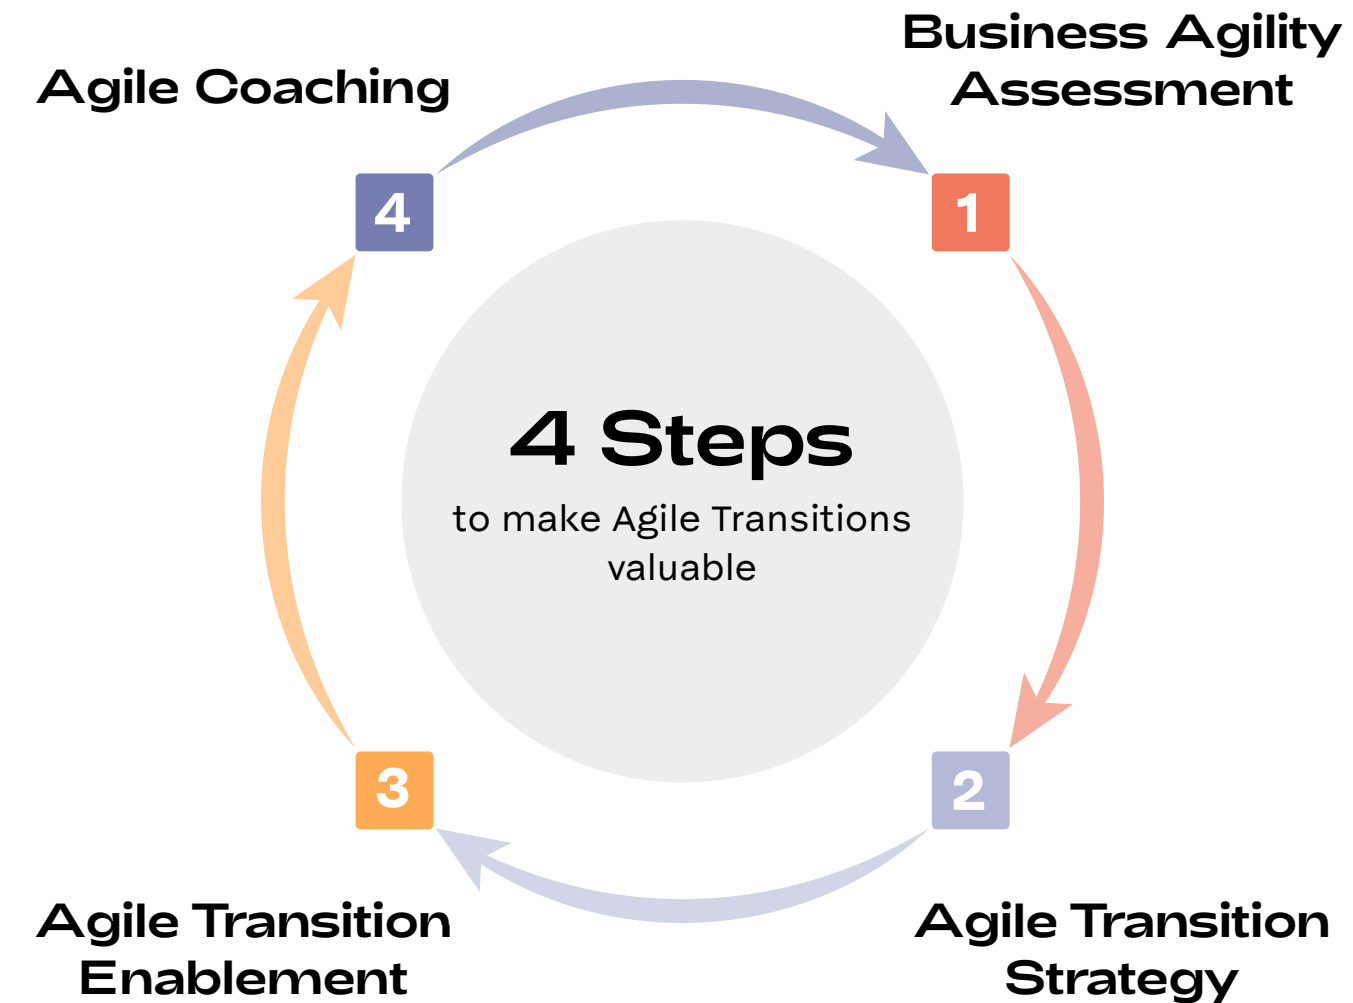 Business Agility
Assessment
Agile Coaching
4
1
4 Steps
to make Agile Transitions
valuable
3
2
Agile Transition
Enablement
Agile Transition
Strategy